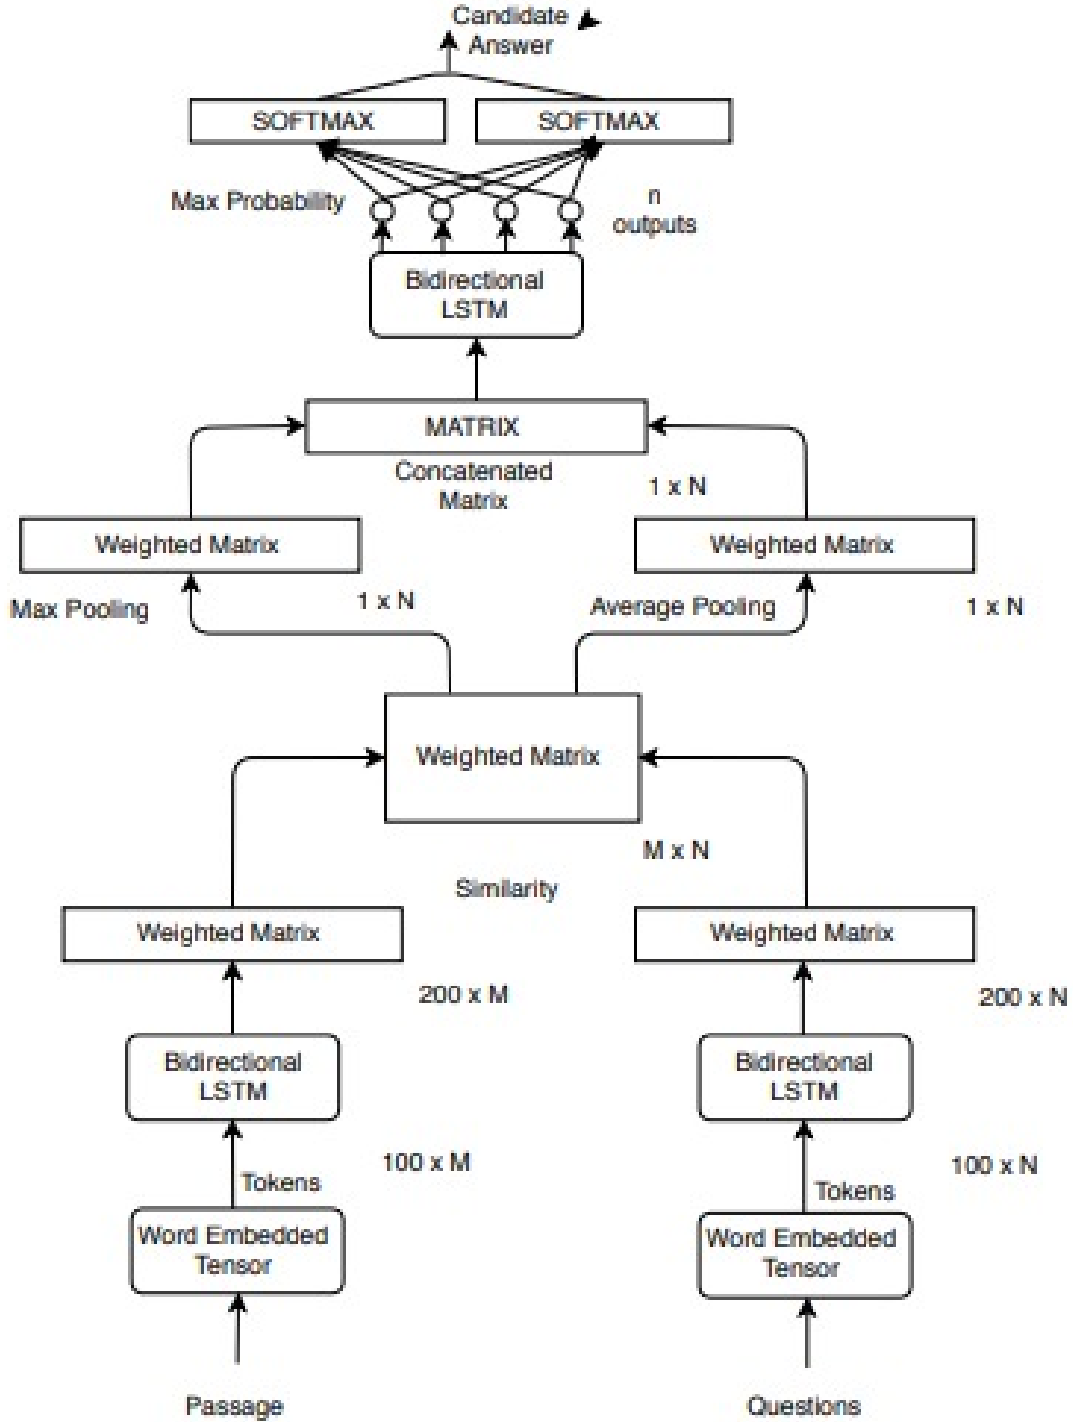 Candidate
Answer
SOFTMAX
SOFTMAX
Max Probability
n
outputs
Bidirectional
LSTM
MATRIX
Concatenated
Matrix
1 x N
Weighted Matrix
Weighted Matrix
Max Pooling
1 x N
Average Pooling
1 x N
Weighted Matrix
M x N
Similarity
Weighted Matrix
Weighted Matrix
200 x M
200 x N
Bidirectional
LSTM
Bidirectional
LSTM
100 x M
100 x N
Tokens
Tokens
Word Embedded
Tensor
Word Embedded
Tensor
Passage
Questions